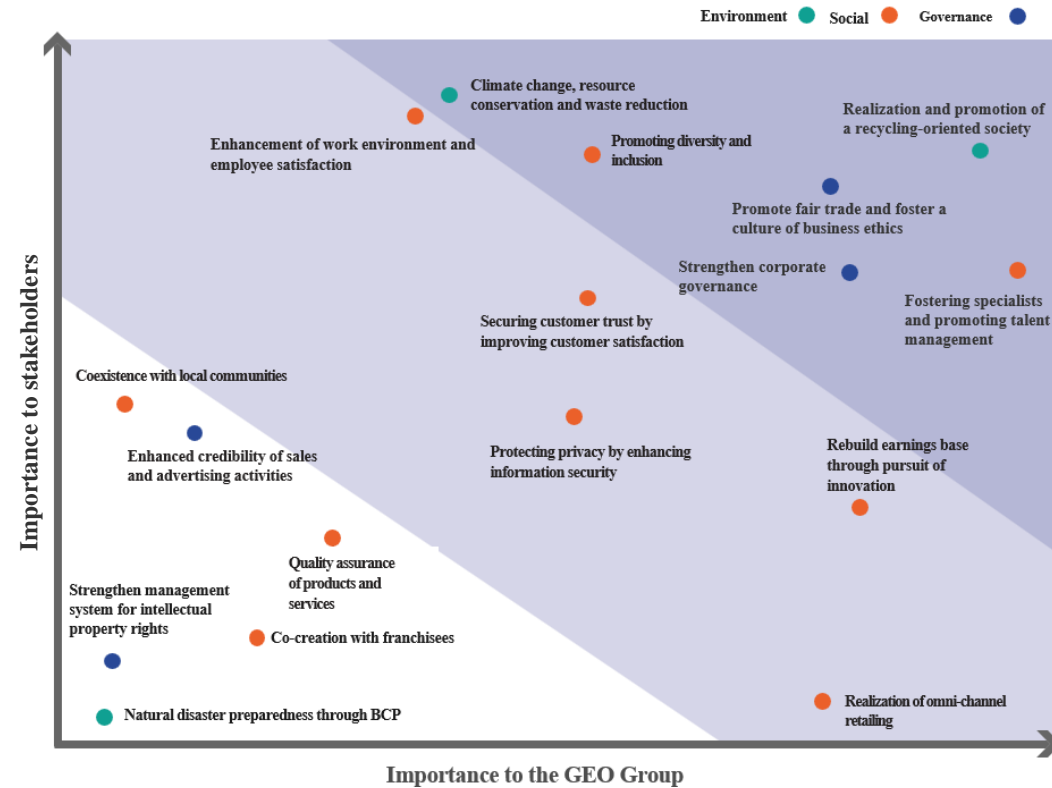 Environment
Social
Governance
Climate change, resource
conservation and waste reduction
Realization and promotion of
a recycling-oriented society
Enhancement of work environment and
employee satisfaction
Promoting diversity and
inclusion
Promote fair trade and foster a
culture of business ethics
Strengthen corporate
governance
Fostering specialists
and promoting talent
management
Securing customer trust by
improving customer satisfaction
Coexistence with local communities
Enhanced credibility of sales
and advertising activities
Protecting privacy by enhancing
information security
Rebuild earnings base
through pursuit of
innovation
Quality assurance
of products and
services
Strengthen management
system for intellectual
property rights
Co-creation with franchisees
Natural disaster preparedness through BCP
Realization of omni-channel
retailing
Importance to stakeholders
Importance to the GEO Group